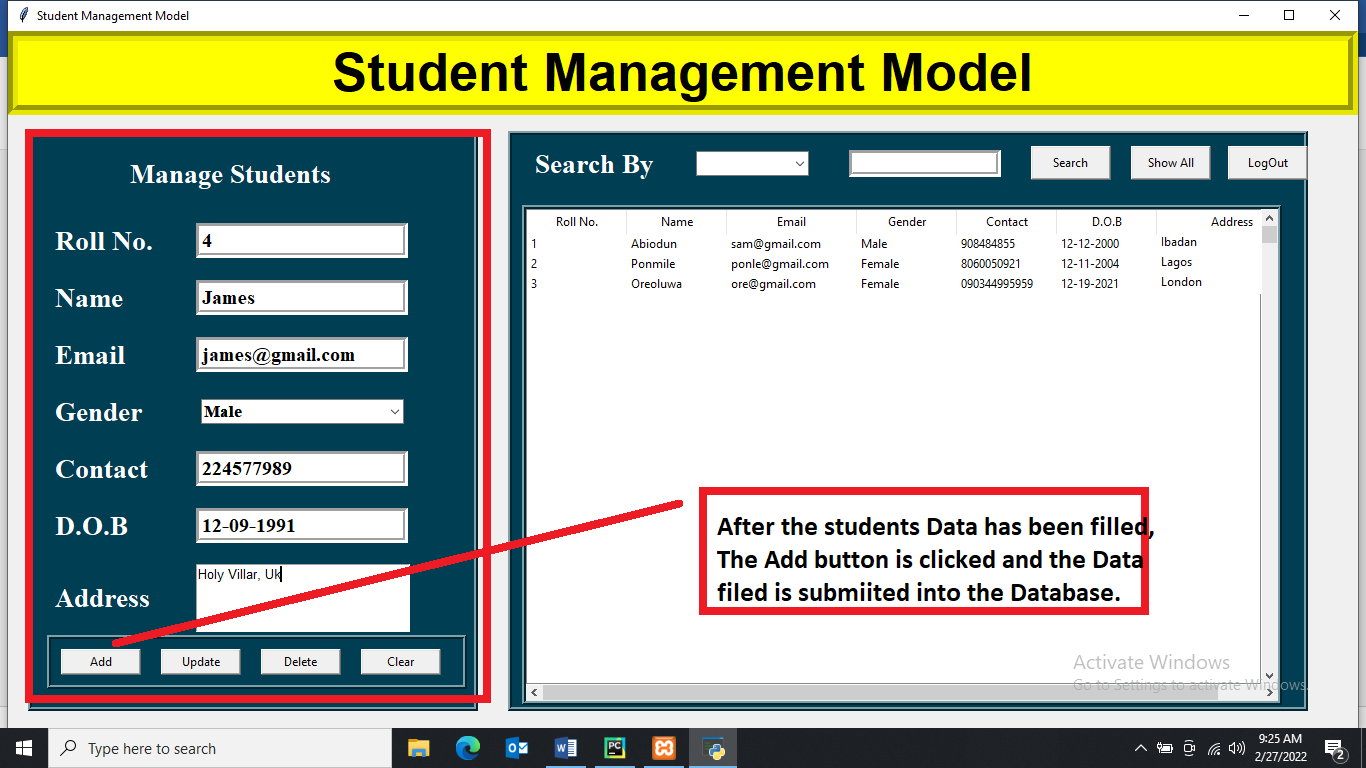 Student Management Model
Student Management Model
Manage Students
Roll No. 4
Name James
Email james@gmail.com
Gender Male
Contact 224577989
D.O.B 12-09-1991
Address Holy Villar, Uk
Add Update Delete Clear
Search By Search Show All LogOut
Roll No. Name Email Gender Contact D.O.B Address
1 Abiodun sam@gmail.com Male 908484855 12-12-2000 Ibadan
2 Ponmile ponle@gmail.com Female 8060050921 12-11-2004 Lagos
3 Oreoluwa ore@gmail.com Female 090344995959 12-19-2021 London
After the students Data has been filled,
The Add button is clicked and the Data
filed is submiited into the Database.
Activate Windows
Go to Settings to activate Windows.
Type here to search
9:25 AM
2/27/2022
2